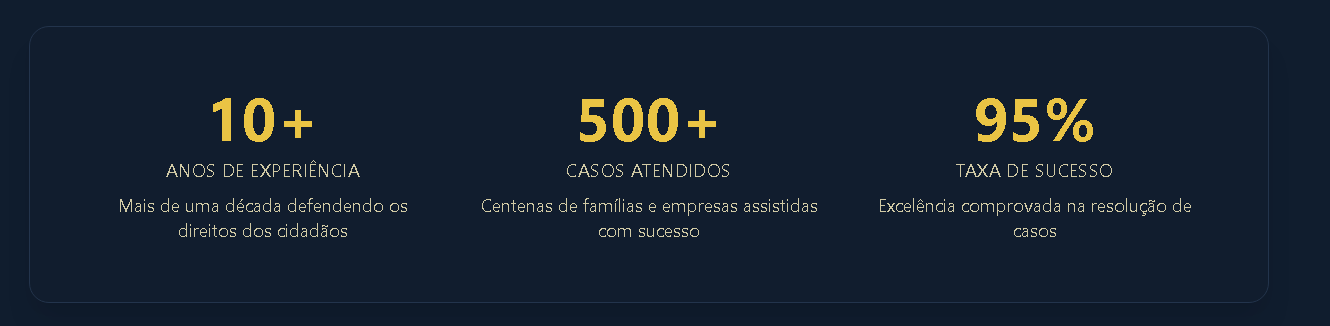 10+
ANOS DE EXPERIÊNCIA
Mais de uma década defendendo os
direitos dos cidadãos
500+
CASOS ATENDIDOS
Centenas de famílias e empresas assistidas
com sucesso
95%
TAXA DE SUCESSO
Excelência comprovada na resolução de
casos